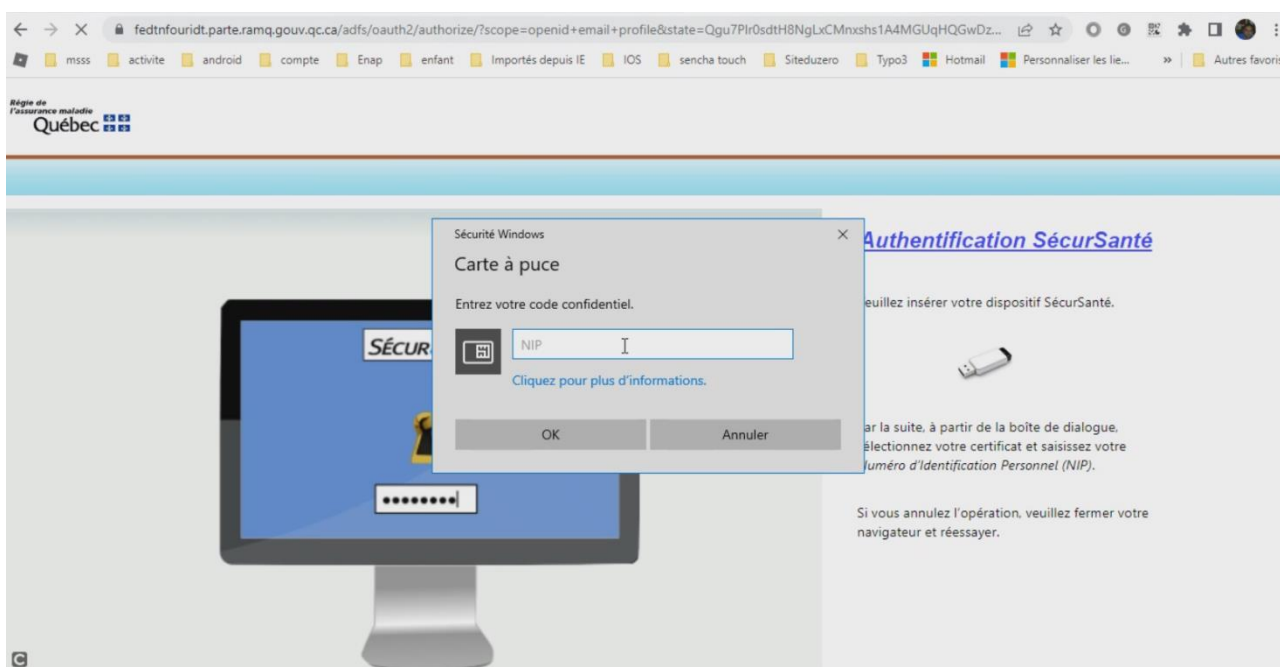 fedtnfouridt.parte.ramq.gouv.qc.ca/adfs/oauth2/authorize/?scope=openid+email+profile&state=Qgu7PIr0sdtH8NgLxCMnxshs1A4MGUqHQGwDz...
msss activite android compte Enap enfant Importés depuis IE IOS sencha touch Siteduzero Typo3 Hotmail Personnaliser les lie... » Autres favoris
Régie de
l'assurance maladie
Québec
Sécurité Windows
Carte à puce
Entrez votre code confidentiel.
NIP
Cliquez pour plus d'informations.
OK Annuler
SÉCUR
Authentification SécurSanté
euillez insérer votre dispositif SécurSanté.
ar la suite, à partir de la boîte de dialogue,
électionnez votre certificat et saisissez votre
uméro d'Identification Personnel (NIP).
Si vous annulez l'opération, veuillez fermer votre
navigateur et réessayer.